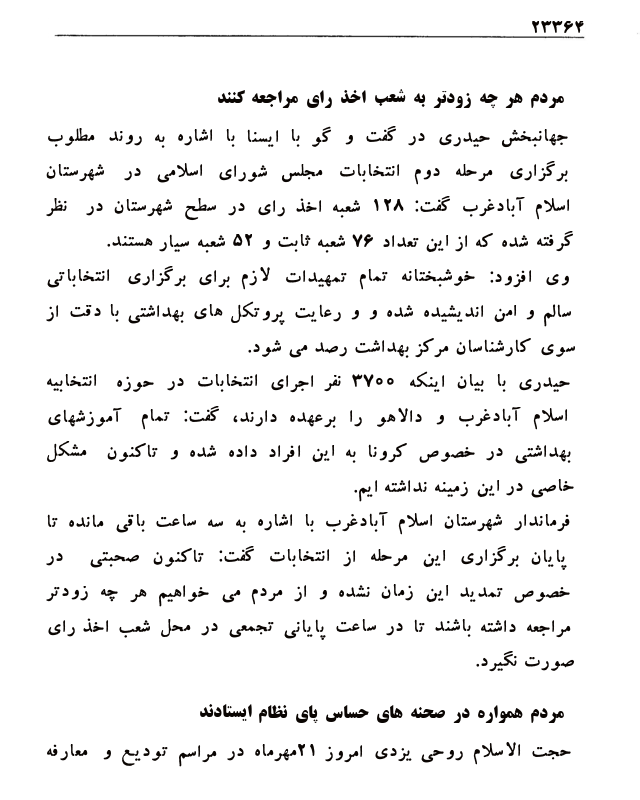 ۲۳۳۶۴
مردم هر چه زودتر به شعب اخذ رای مراجعه کنند
جهانبخش حیدری در گفت و گو با ایسنا با اشاره به روند مطلوب
برگزاری مرحله دوم انتخابات مجلس شورای اسلامی در شهرستان
اسلام آبادغرب گفت: ۱۲۸ شعبه اخذ رای در سطح شهرستان در نظر
گرفته شده که از این تعداد ۷۶ شعبه ثابت و ۵۲ شعبه سیار هستند.
وی افزود: خوشبختانه تمام تمهیدات لازم برای برگزاری انتخاباتی
سالم و امن اندیشیده شده و و رعایت پروتکل های بهداشتی با دقت از
سوی کارشناسان مرکز بهداشت رصد می شود.
حیدری با بیان اینکه ۳۷۰۰ نفر اجرای انتخابات در حوزه انتخابیه
اسلام آبادغرب و دالاهو را برعهده دارند، گفت: تمام آموزشهای
بهداشتی در خصوص کرونا به این افراد داده شده و تاکنون مشکل
خاصی در این زمینه نداشته ایم.
فرماندار شهرستان اسلام آبادغرب با اشاره به سه ساعت باقی مانده تا
پایان برگزاری این مرحله از انتخابات گفت: تاکنون صحبتی در
خصوص تمدید این زمان نشده و از مردم می خواهیم هر چه زودتر
مراجعه داشته باشند تا در ساعت پایانی تجمعی در محل شعب اخذ رای
صورت نگیرد.
مردم همواره در صحنه های حساس پای نظام ایستادند
حجت الاسلام روحی یزدی امروز ۲۱مهرماه در مراسم تودیع و معارفه